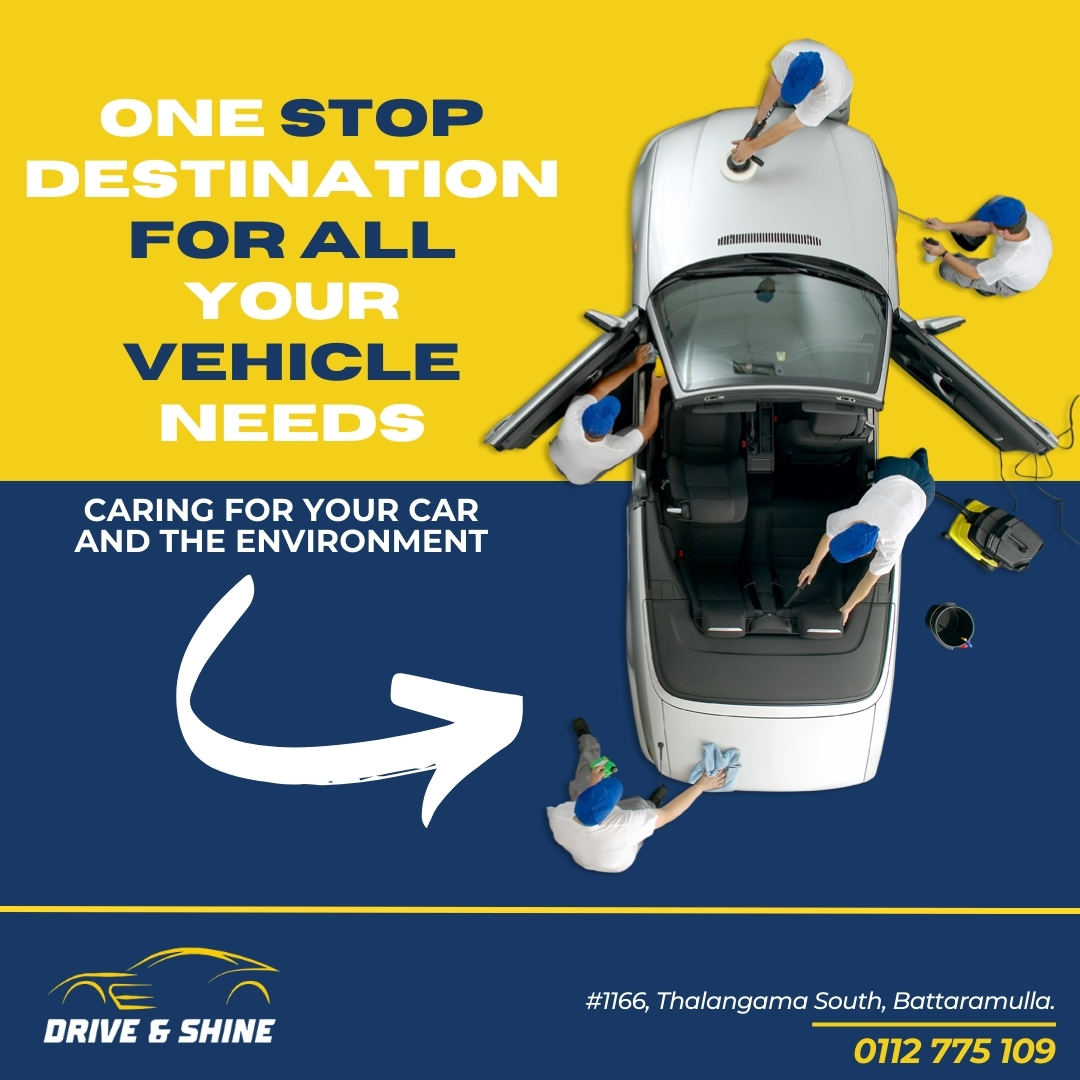 ONE STOP
DESTINATION
FOR ALL
YOUR
VEHICLE
NEEDS
CARING FOR YOUR CAR
AND THE ENVIRONMENT
DRIVE & SHINE
#1166, Thalangama South, Battaramulla.
0112 775 109